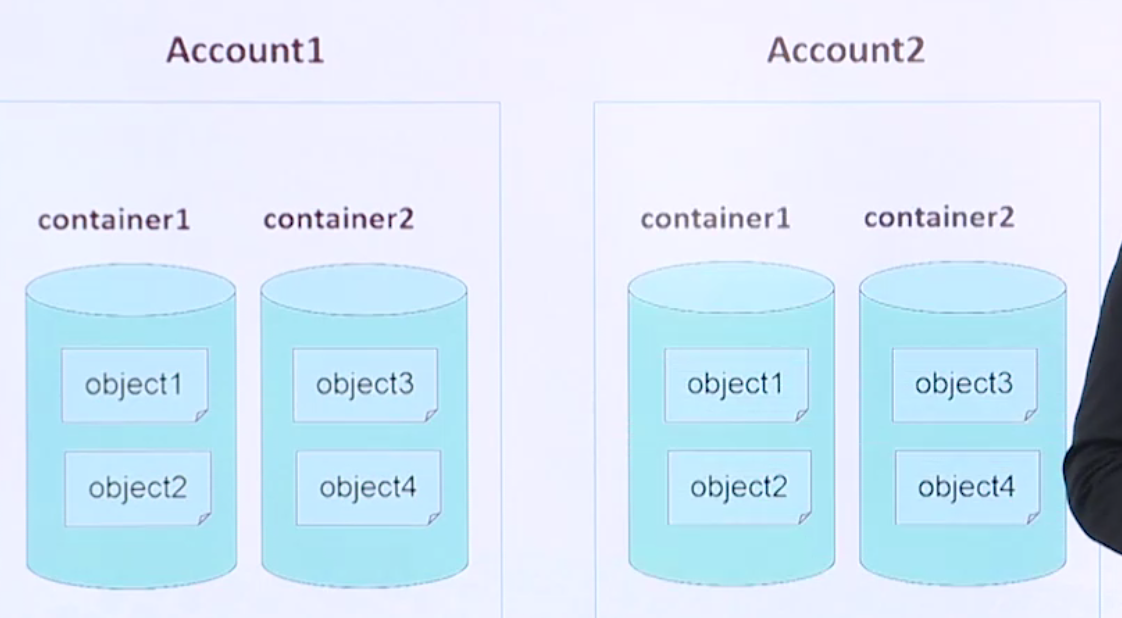 Account1
container1
container2
object1
object3
object2
object4
Account2
container1
container2
object1
object3
object2
object4